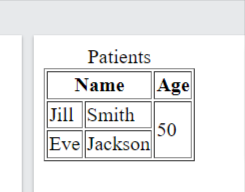 Patients
Name Age
Jill Smith
50
Eve Jackson